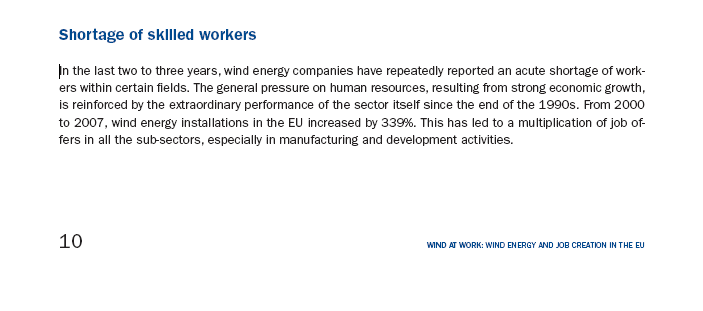 Shortage of skilled workers
In the last two to three years, wind energy companies have repeatedly reported an acute shortage of work-
ers within certain fields. The general pressure on human resources, resulting from strong economic growth,
is reinforced by the extraordinary performance of the sector itself since the end of the 1990s. From 2000
to 2007, wind energy installations in the EU increased by 339%. This has led to a multiplication of job of-
fers in all the sub-sectors, especially in manufacturing and development activities.
10
WIND AT WORK: WIND ENERGY AND JOB CREATION IN THE EU